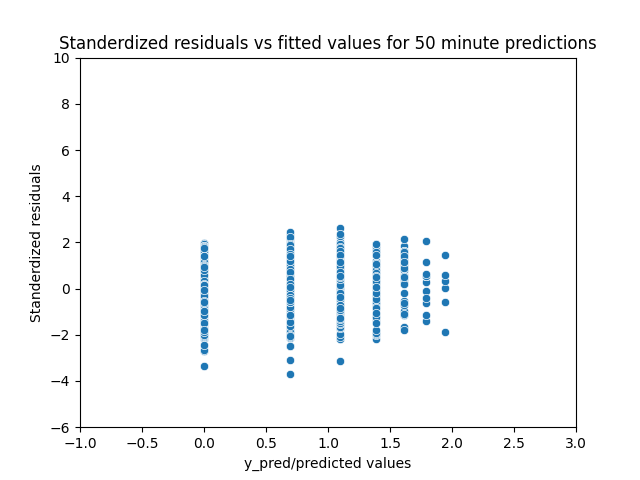 Standerdized residuals vs fitted values for 50 minute predictions
10
8
6
4
2
0
−2
−4
−6
Standerdized residuals
−1.0 −0.5 0.0 0.5 1.0 1.5 2.0 2.5 3.0
y_pred/predicted values